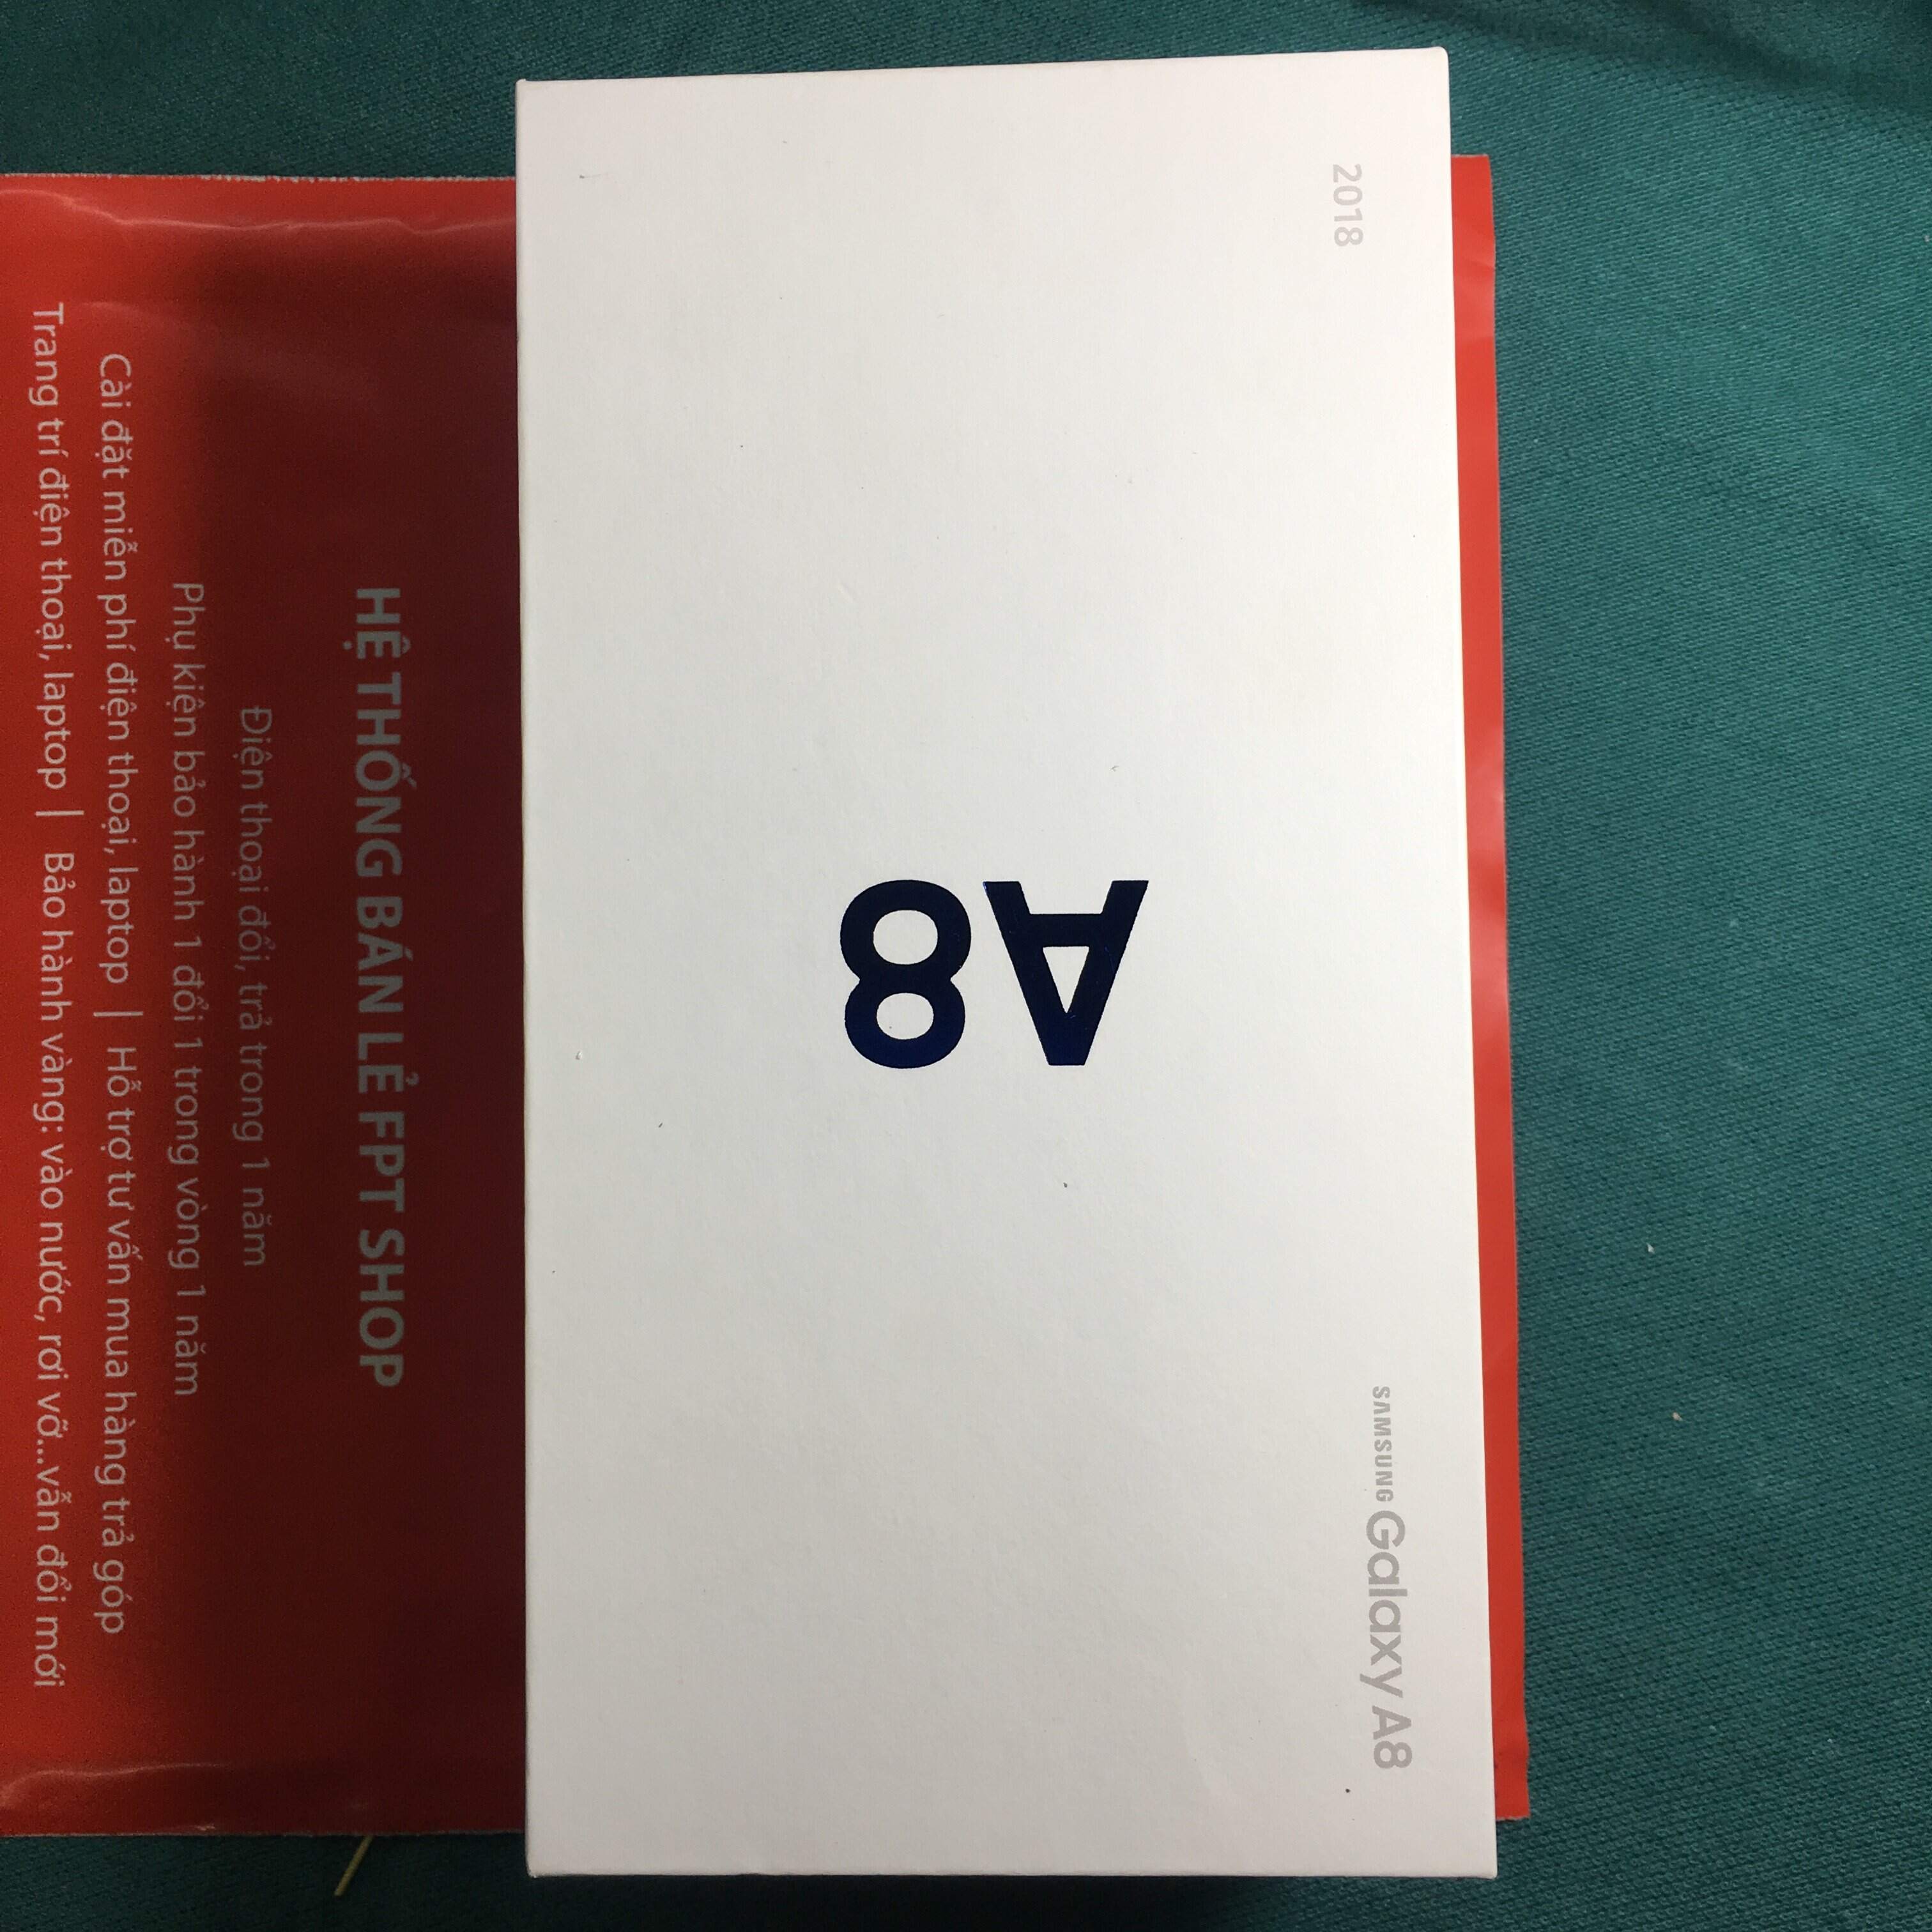 2018
A8
SAMSUNG Galaxy A8
HỆ THỐNG BÁN LẺ FPT SHOP
Điện thoại đổi, trả trong 1 năm
Phụ kiện bảo hành 1 đổi 1 trong vòng 1 năm
Cài đặt miễn phí điện thoại, laptop | Hỗ trợ tư vấn mua hàng trả góp
Trang trí điện thoại, laptop | Bảo hành vàng: vào nước, rơi vỡ...vẫn đổi mới